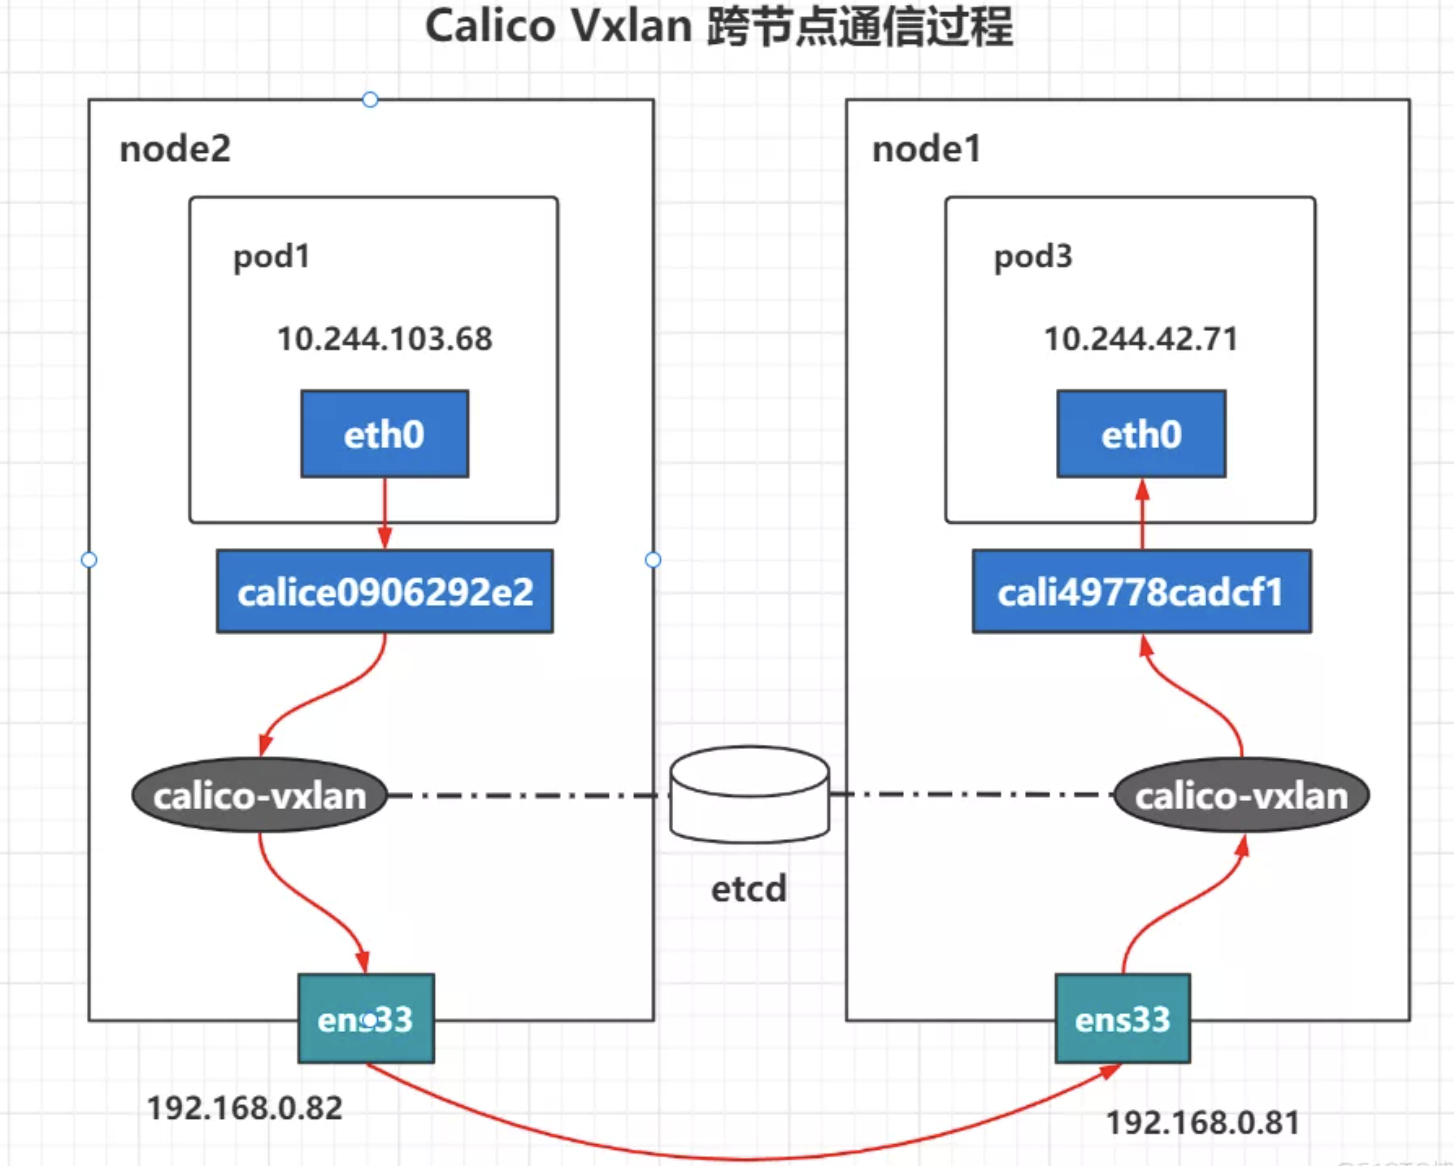 Calico Vxlan 跨节点通信过程
node2
pod1
10.244.103.68
eth0
calice0906292e2
calico-vxlan
ens33
192.168.0.82
etcd
node1
pod3
10.244.42.71
eth0
cali49778cadcf1
calico-vxlan
ens33
192.168.0.81